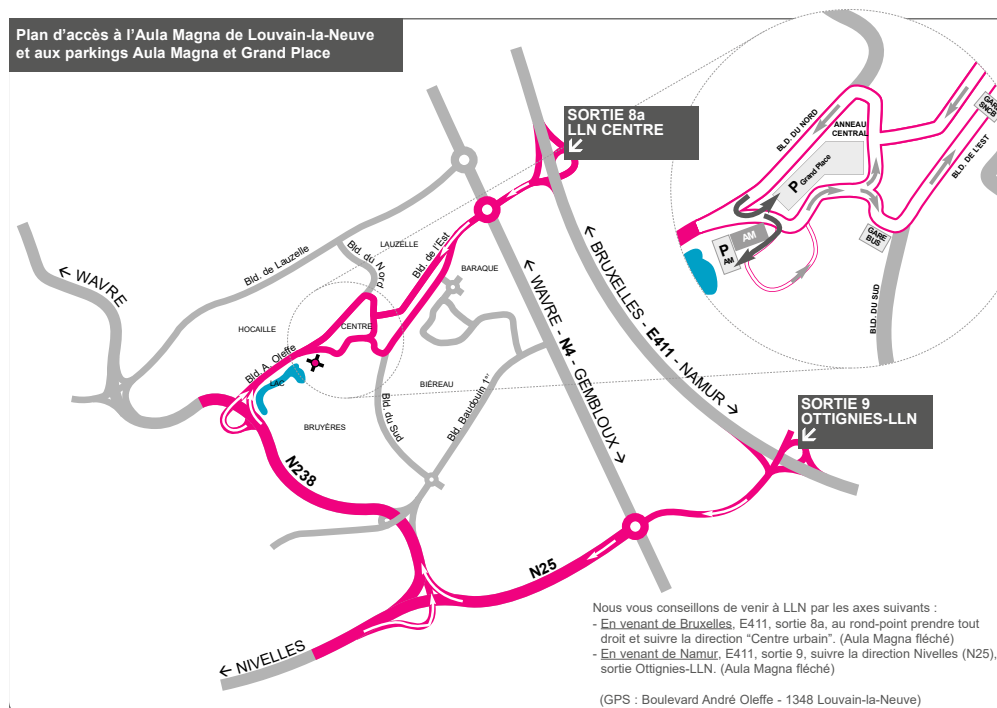 Plan d'accès à l'Aula Magna de Louvain-la-Neuve
et aux parkings Aula Magna et Grand Place
SORTIE 8a
LLN CENTRE
↙
BLD. DU NORD
ANNEAU
CENTRAL
GARE
SNCB
BLD. DE L'EST
P Grand Place
AM
P
AM
GARE
BUS
BLD. DU SUD
← WAVRE
Bld. de Lauzelle
Bld. du Nord
LAUZELLE
Bld. de l'Est
BARAQUE
HOCAILLE
CENTRE
Bld. A. Oleffe
LAC
BIÉREAU
BRUYÈRES
Bld. du Sud
Bld. Baudouin 1er
← WAVRE - N4 - GEMBLOUX →
← BRUXELLES - E411 - NAMUR →
SORTIE 9
OTTIGNIES-LLN
↙
N238
N25
← NIVELLES
Nous vous conseillons de venir à LLN par les axes suivants :
- En venant de Bruxelles, E411, sortie 8a, au rond-point prendre tout
droit et suivre la direction "Centre urbain". (Aula Magna fléché)
- En venant de Namur, E411, sortie 9, suivre la direction Nivelles (N25),
sortie Ottignies-LLN. (Aula Magna fléché)
(GPS : Boulevard André Oleffe - 1348 Louvain-la-Neuve)